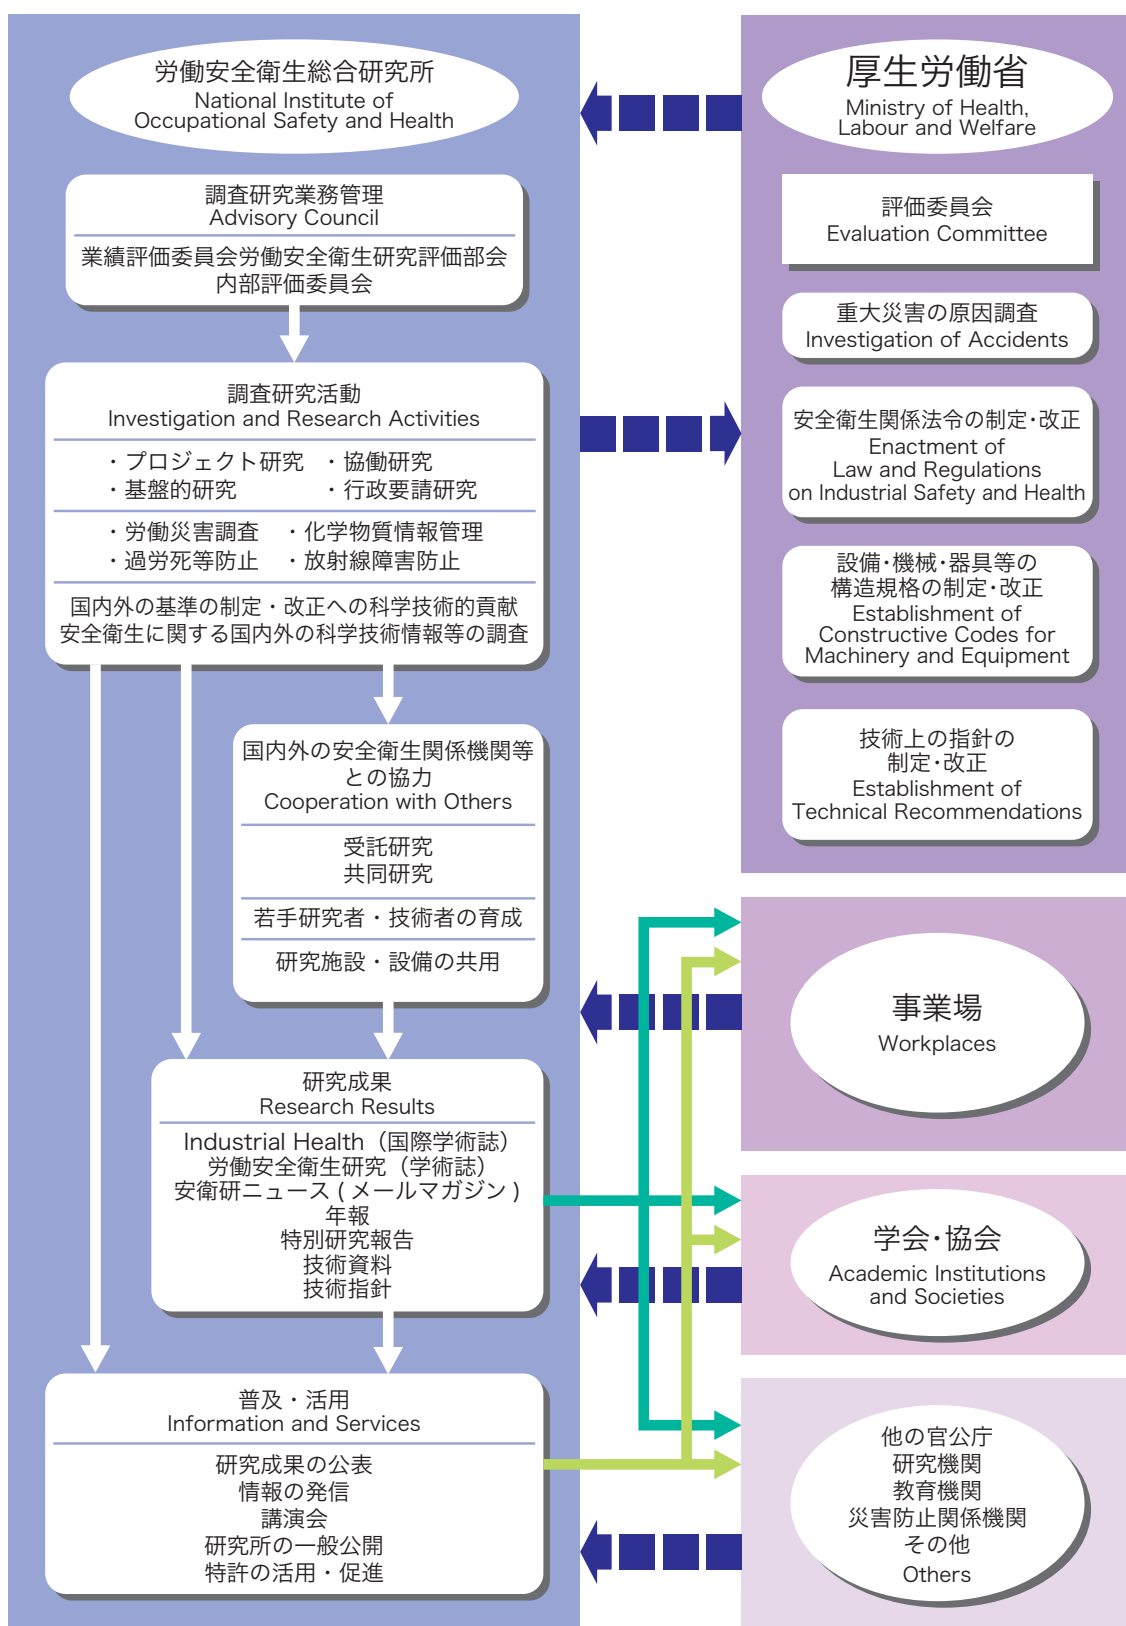 労働安全衛生総合研究所
National Institute of
Occupational Safety and Health
調査研究業務管理
Advisory Council
業績評価委員会労働安全衛生研究評価部会
内部評価委員会
調査研究活動
Investigation and Research Activities
・プロジェクト研究 ・協働研究
・基盤的研究 ・行政要請研究
・労働災害調査 ・化学物質情報管理
・過労死等防止 ・放射線障害防止
国内外の基準の制定・改正への科学技術的貢献
安全衛生に関する国内外の科学技術情報等の調査
国内外の安全衛生関係機関等
との協力
Cooperation with Others
受託研究
共同研究
若手研究者・技術者の育成
研究施設・設備の共用
研究成果
Research Results
Industrial Health（国際学術誌）
労働安全衛生研究（学術誌）
安衛研ニュース(メールマガジン)
年報
特別研究報告
技術資料
技術指針
普及・活用
Information and Services
研究成果の公表
情報の発信
講演会
研究所の一般公開
特許の活用・促進
厚生労働省
Ministry of Health,
Labour and Welfare
評価委員会
Evaluation Committee
重大災害の原因調査
Investigation of Accidents
安全衛生関係法令の制定・改正
Enactment of
Law and Regulations
on Industrial Safety and Health
設備・機械・器具等の
構造規格の制定・改正
Establishment of
Constructive Codes for
Machinery and Equipment
技術上の指針の
制定・改正
Establishment of
Technical Recommendations
事業場
Workplaces
学会・協会
Academic Institutions
and Societies
他の官公庁
研究機関
教育機関
災害防止関係機関
その他
Others